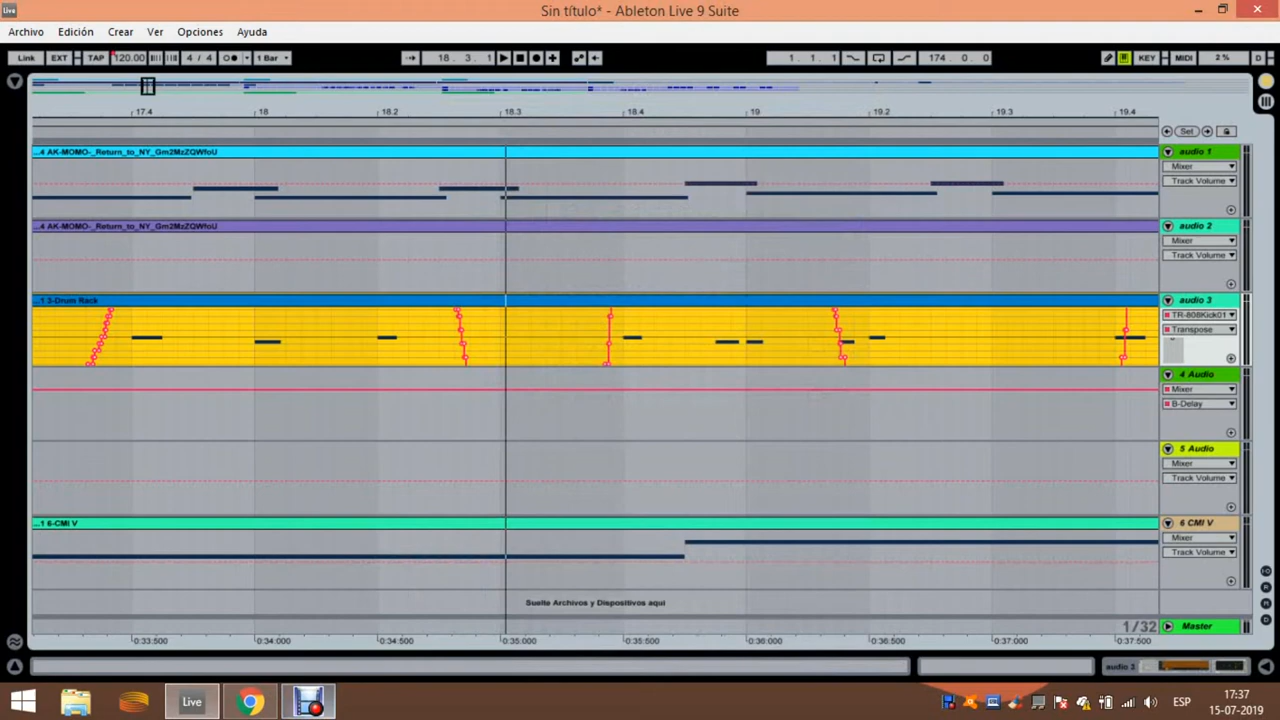 Live
Sin título* - Ableton Live 9 Suite
Archivo Edición Crear Ver Opciones Ayuda
Link EXT TAP 120.00 4 / 4 1 Bar 18. 3. 1 1. 1. 1 174. 0. 0 KEY MIDI 2 % D
17.4 18 18.2 18.3 18.4 19 19.2 19.3 19.4
Set
...4 AK-MOMO-_Return_to_NY_Gm2MzZQWfoU
audio 1
Mixer
Track Volume
...4 AK-MOMO-_Return_to_NY_Gm2MzZQWfoU
audio 2
Mixer
Track Volume
...1 3-Drum Rack
audio 3
TR-808Kick01
Transpose
4 Audio
Mixer
B-Delay
5 Audio
Mixer
Track Volume
...1 6-CMI V
6 CMI V
Mixer
Track Volume
Suelte Archivos y Dispositivos aquí
1/32
Master
0:33.500 0:34.000 0:34.500 0:35.000 0:35.500 0:36.000 0:36.500 0:37.000 0:37.500
audio 3
Live
ESP
17:37
15-07-2019